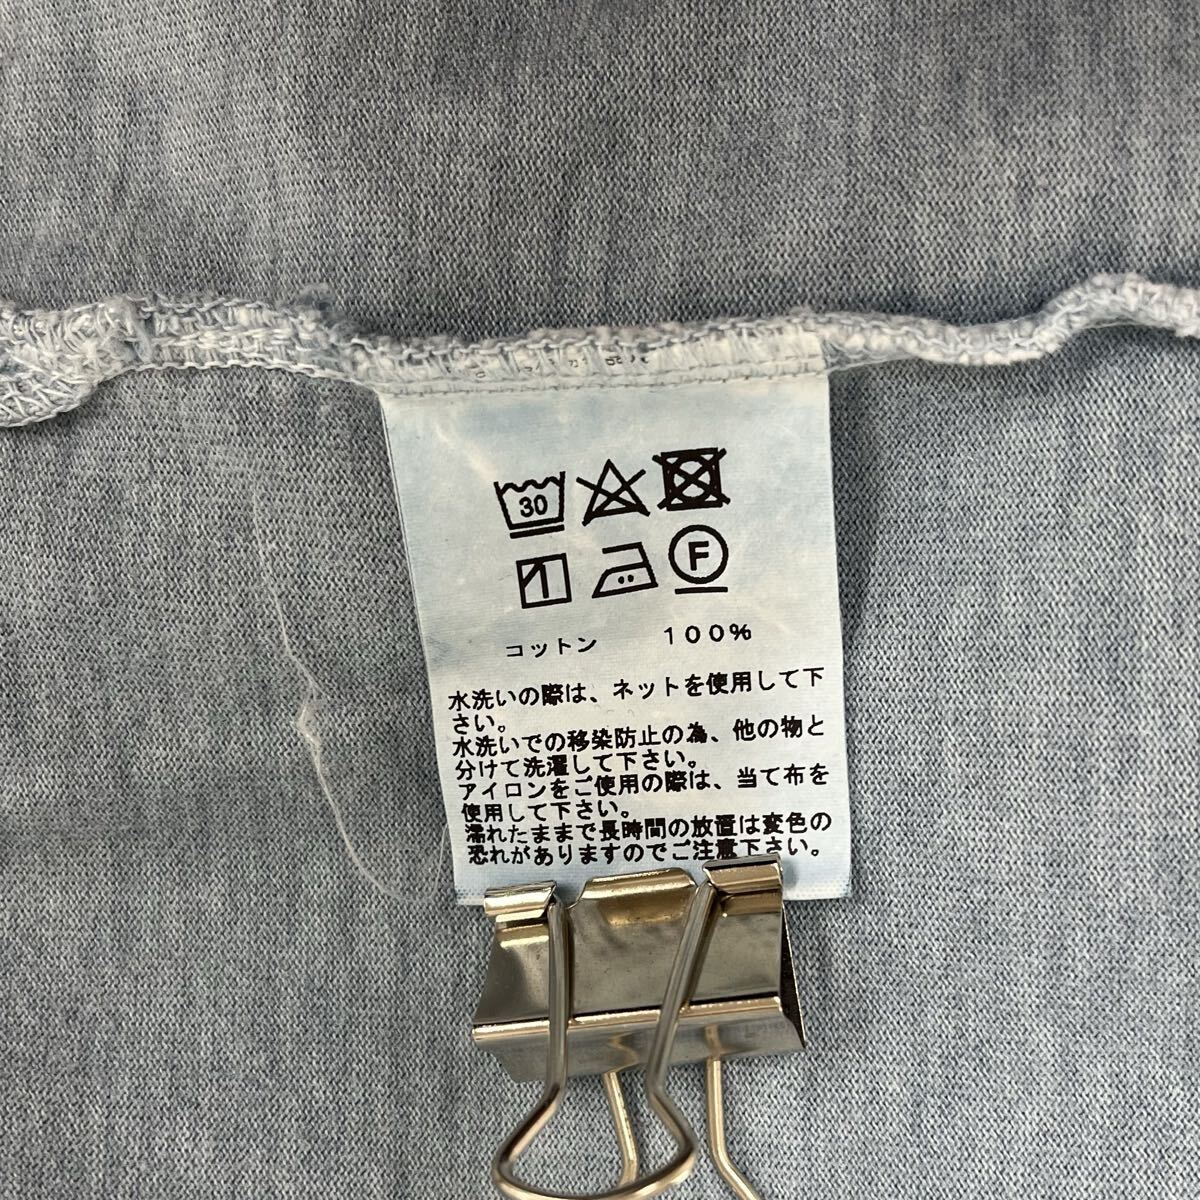 30
F
コットン 100%
水洗いの際は、ネットを使用して下
さい。
水洗いでの移染防止の為、他の物と
分けて洗濯して下さい。
アイロンをご使用の際は、当て布を
使用して下さい。
濡れたままで長時間の放置は変色の
恐れがありますのでご注意下さい。